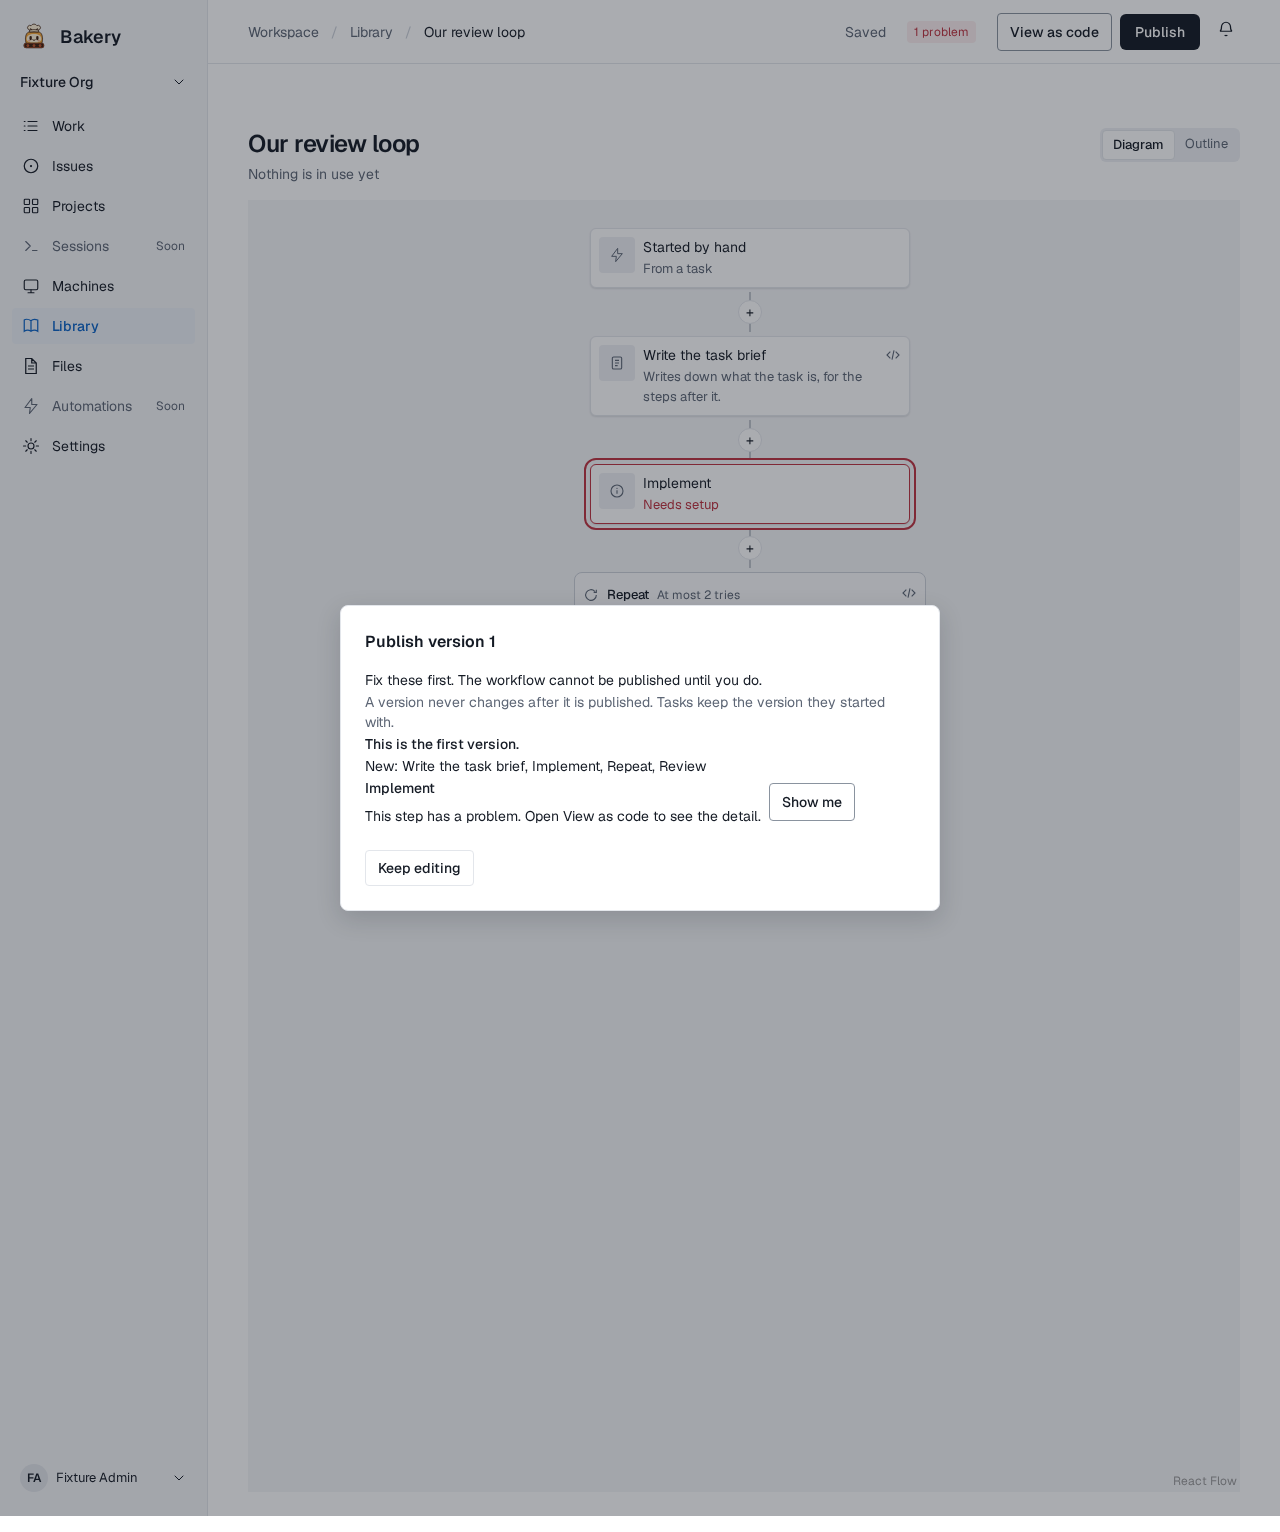 Bakery
Workspace / Library / Our review loop
Saved
1 problem
View as code
Publish
Fixture Org
Work
Issues
Projects
Sessions Soon
Machines
Library
Files
Automations Soon
Settings
Our review loop
Nothing is in use yet
Diagram
Outline
Started by hand
From a task
+
Write the task brief
Writes down what the task is, for the
steps after it.
+
Implement
Needs setup
+
Repeat At most 2 tries
Publish version 1
Fix these first. The workflow cannot be published until you do.
A version never changes after it is published. Tasks keep the version they started
with.
This is the first version.
New: Write the task brief, Implement, Repeat, Review
Implement
This step has a problem. Open View as code to see the detail.
Show me
Keep editing
FA Fixture Admin
React Flow